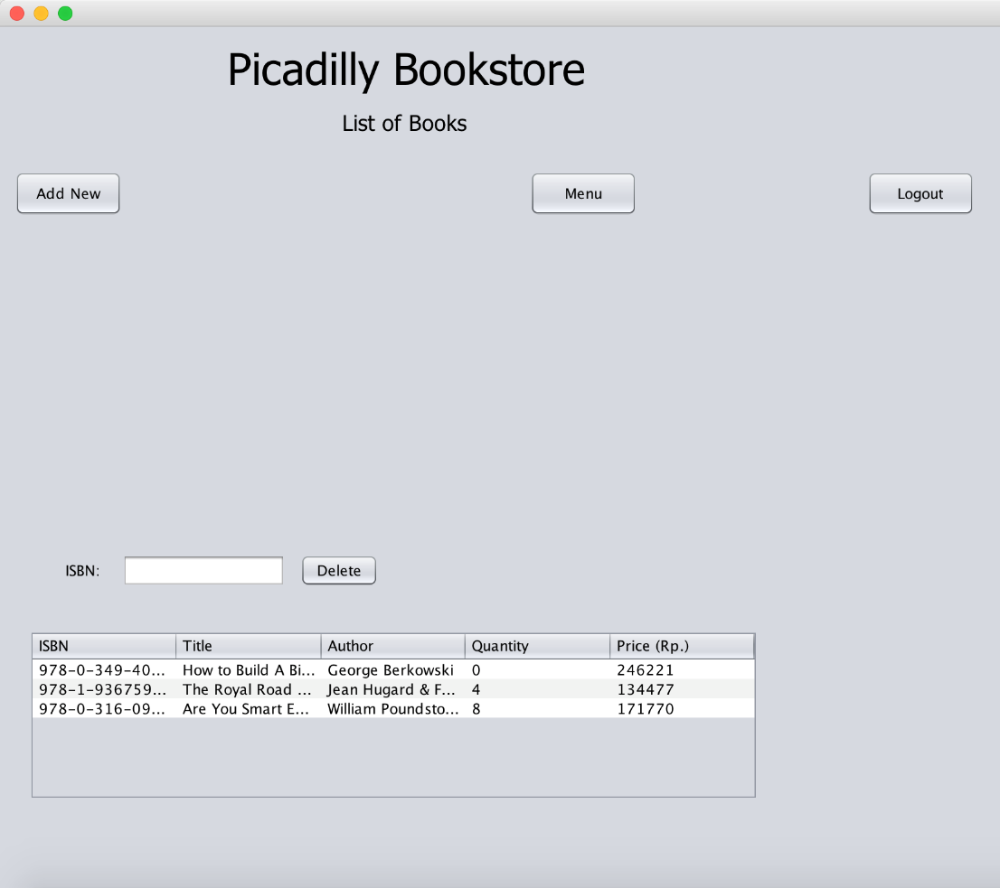 Picadilly Bookstore
List of Books
Add New Menu Logout
ISBN: Delete
ISBN Title Author Quantity Price (Rp.)
978-0-349-40... How to Build A Bi... George Berkowski 0 246221
978-1-936759... The Royal Road ... Jean Hugard & F... 4 134477
978-0-316-09... Are You Smart E... William Poundsto... 8 171770